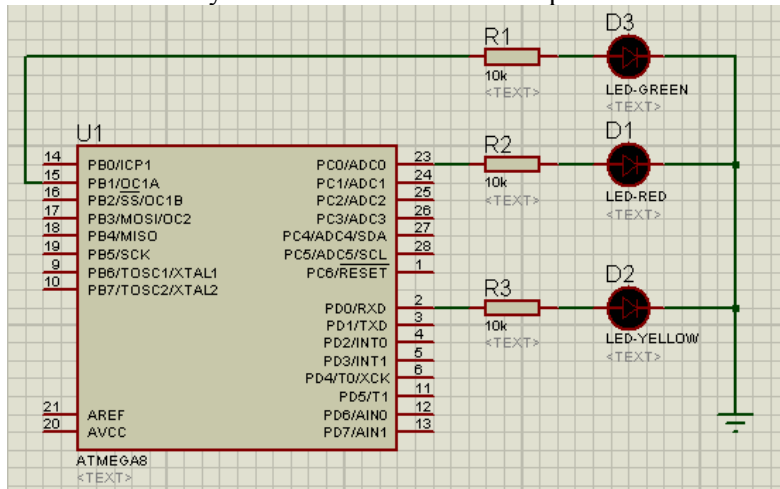 D3
R1
10k
<TEXT>
LED-GREEN
<TEXT>
U1
D1
R2
10k
<TEXT>
LED-RED
<TEXT>
14 PB0/ICP1 PC0/ADC0 23
15 PB1/OC1A PC1/ADC1 24
16 PB2/SS/OC1B PC2/ADC2 25
17 PB3/MOSI/OC2 PC3/ADC3 26
18 PB4/MISO PC4/ADC4/SDA 27
19 PB5/SCK PC5/ADC5/SCL 28
9 PB6/TOSC1/XTAL1 PC6/RESET 1
10 PB7/TOSC2/XTAL2
PD0/RXD 2
PD1/TXD 3
PD2/INT0 4
PD3/INT1 5
PD4/T0/XCK 6
PD5/T1 11
21 AREF PD6/AIN0 12
20 AVCC PD7/AIN1 13
D2
R3
10k
<TEXT>
LED-YELLOW
<TEXT>
ATMEGA8
<TEXT>